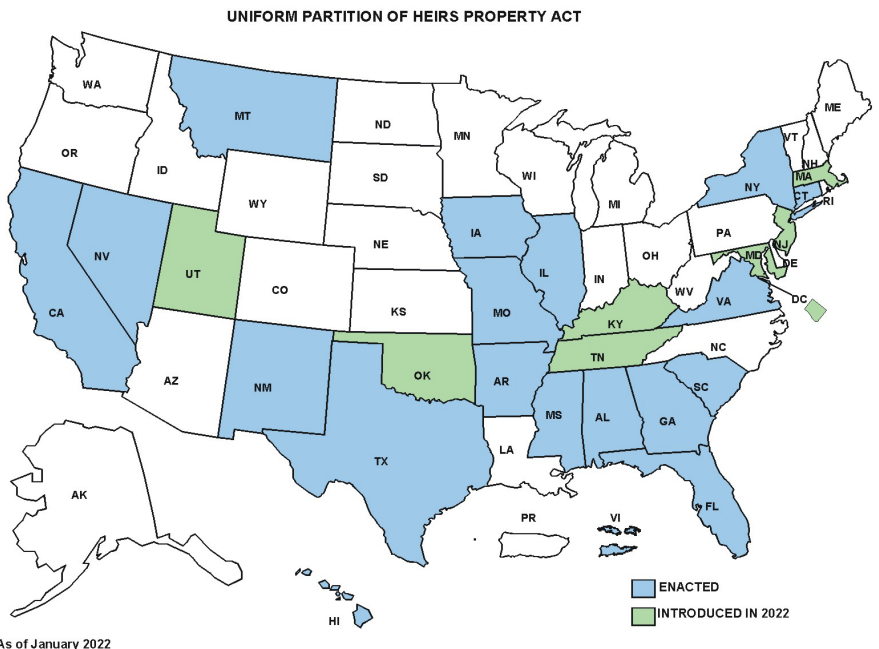 UNIFORM PARTITION OF HEIRS PROPERTY ACT
WA
MT
ND
MN
ME
VT
NH
OR
ID
SD
WI
MI
NY
MA
CT
RI
WY
NE
IA
PA
NJ
NV
UT
CO
IL
IN
OH
MD
DE
CA
KS
MO
WV
VA
DC
KY
NC
AZ
NM
OK
AR
TN
SC
TX
LA
MS
AL
GA
FL
AK
PR
VI
HI
ENACTED
INTRODUCED IN 2022
As of January 2022